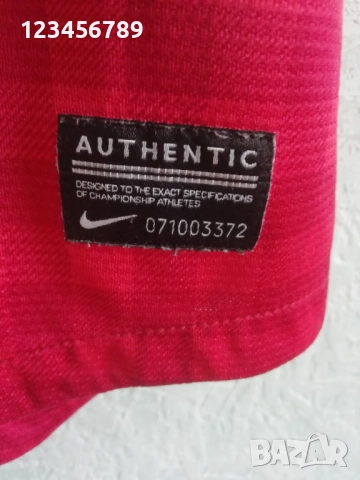 123456789
AUTHENTIC
DESIGNED TO THE EXACT SPECIFICATIONS
OF CHAMPIONSHIP ATHLETES
071003372
BAZAR